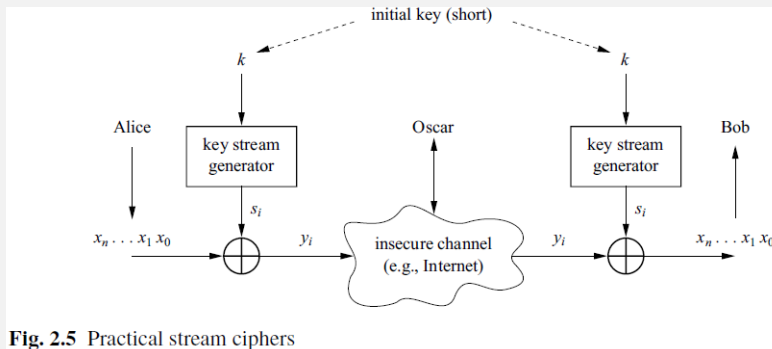 initial key (short)
k
k
Alice
key stream
generator
Oscar
key stream
generator
Bob
s_i
s_i
x_n . . . x_1 x_0
y_i
insecure channel
(e.g., Internet)
y_i
x_n . . . x_1 x_0
Fig. 2.5 Practical stream ciphers